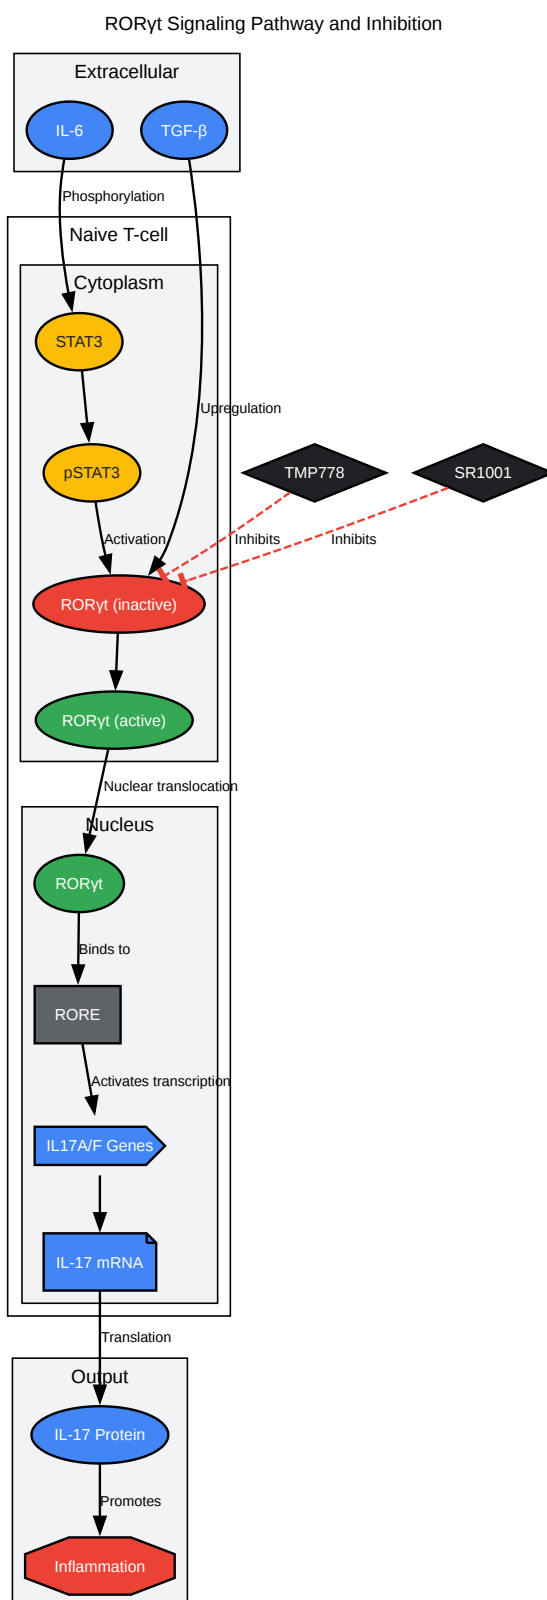 RORγt Signaling Pathway and Inhibition
Extracellular
IL-6
TGF-β
Phosphorylation
Naive T-cell
Cytoplasm
STAT3
Upregulation
pSTAT3
TMP778
SR1001
Activation
Inhibits
Inhibits
RORγt (inactive)
RORγt (active)
Nuclear translocation
Nucleus
RORγt
Binds to
RORE
Activates transcription
IL17A/F Genes
IL-17 mRNA
Translation
Output
IL-17 Protein
Promotes
Inflammation